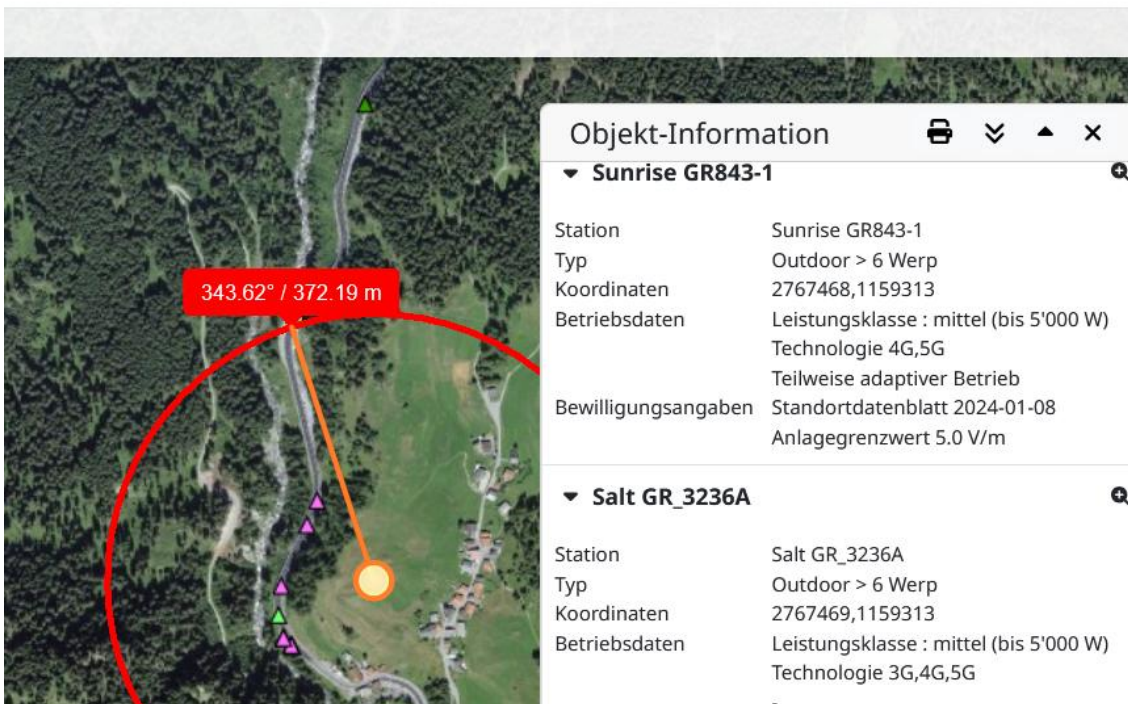 Objekt-Information
Sunrise GR843-1
Station Sunrise GR843-1
Typ Outdoor > 6 Werp
Koordinaten 2767468,1159313
Betriebsdaten Leistungsklasse : mittel (bis 5'000 W)
Technologie 4G,5G
Teilweise adaptiver Betrieb
Bewilligungsangaben Standortdatenblatt 2024-01-08
Anlagegrenzwert 5.0 V/m
Salt GR_3236A
Station Salt GR_3236A
Typ Outdoor > 6 Werp
Koordinaten 2767469,1159313
Betriebsdaten Leistungsklasse : mittel (bis 5'000 W)
Technologie 3G,4G,5G
343.62° / 372.19 m